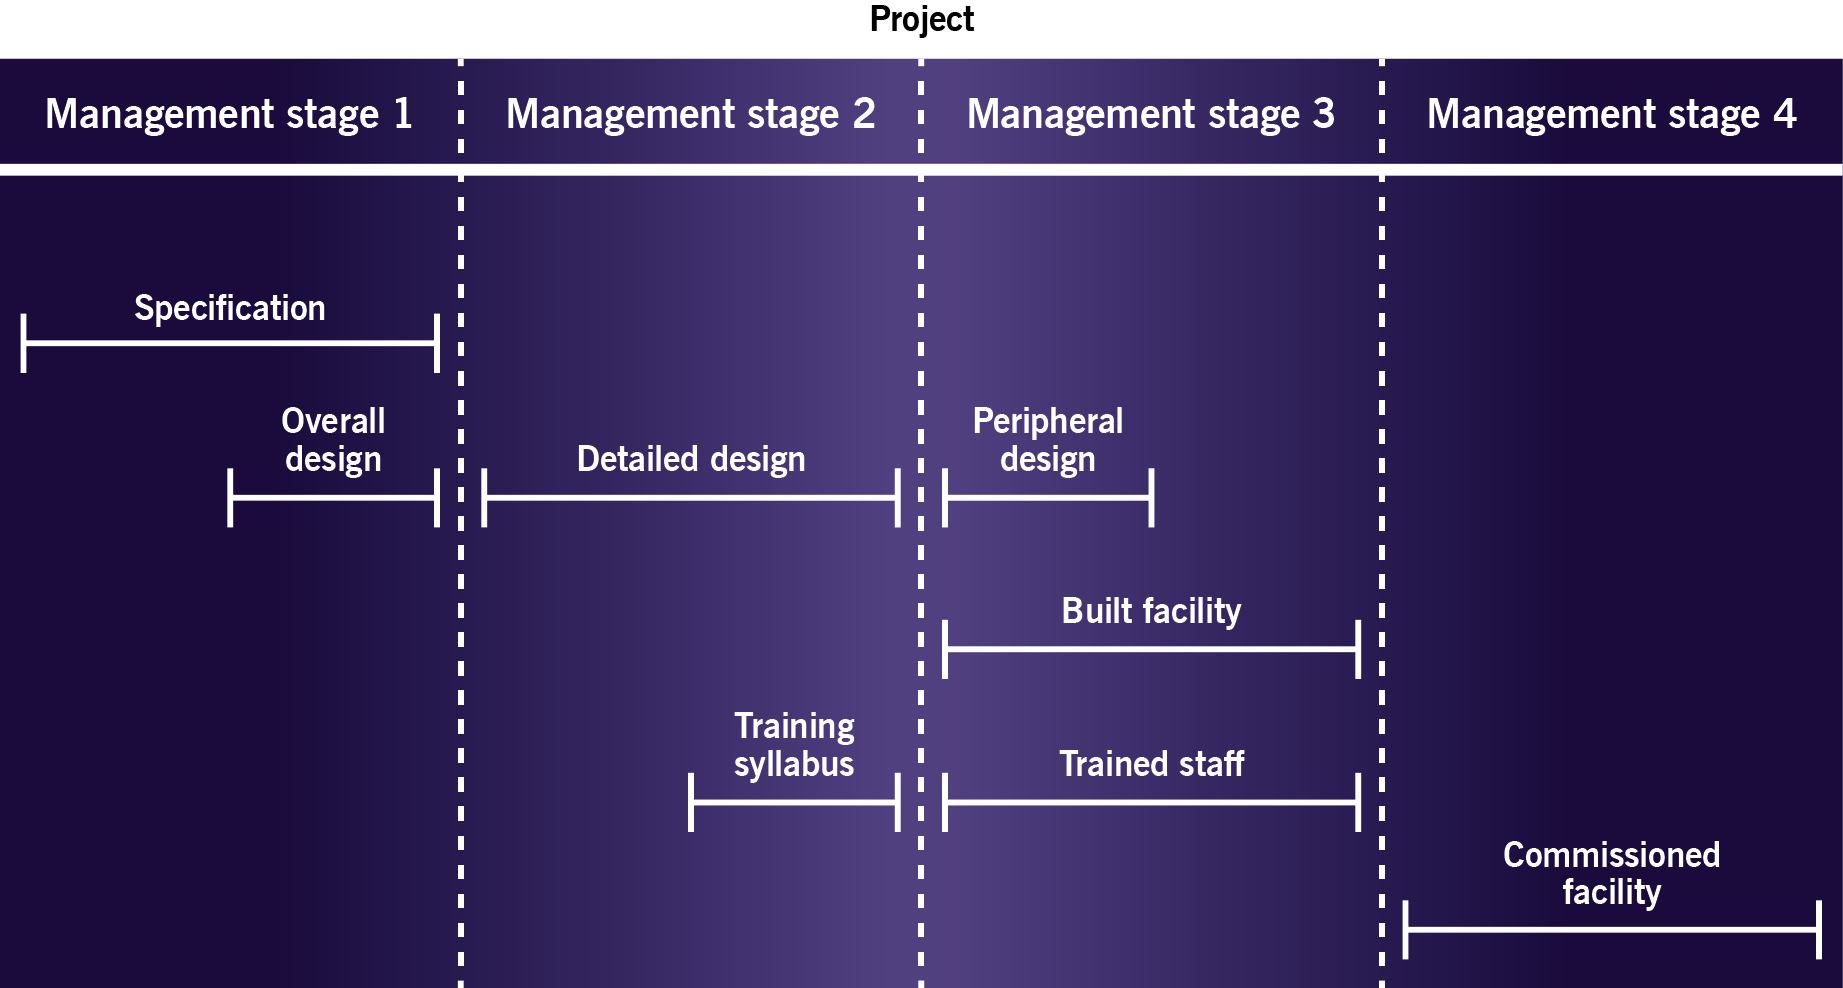 Project
Management stage 1
Management stage 2
Management stage 3
Management stage 4
Specification
Overall
design
Detailed design
Peripheral
design
Built facility
Training
syllabus
Trained staff
Commissioned
facility